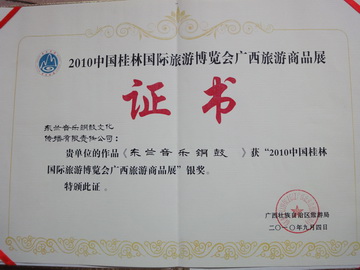 2010中国桂林国际旅游博览会广西旅游商品展
证书
东兰音乐铜鼓文化
传播有限责任公司：
贵单位的作品《东兰音乐铜鼓》获“2010中国桂林
国际旅游博览会广西旅游商品展”银奖。
特颁此证。
广西壮族自治区旅游局
二〇一〇年九月四日